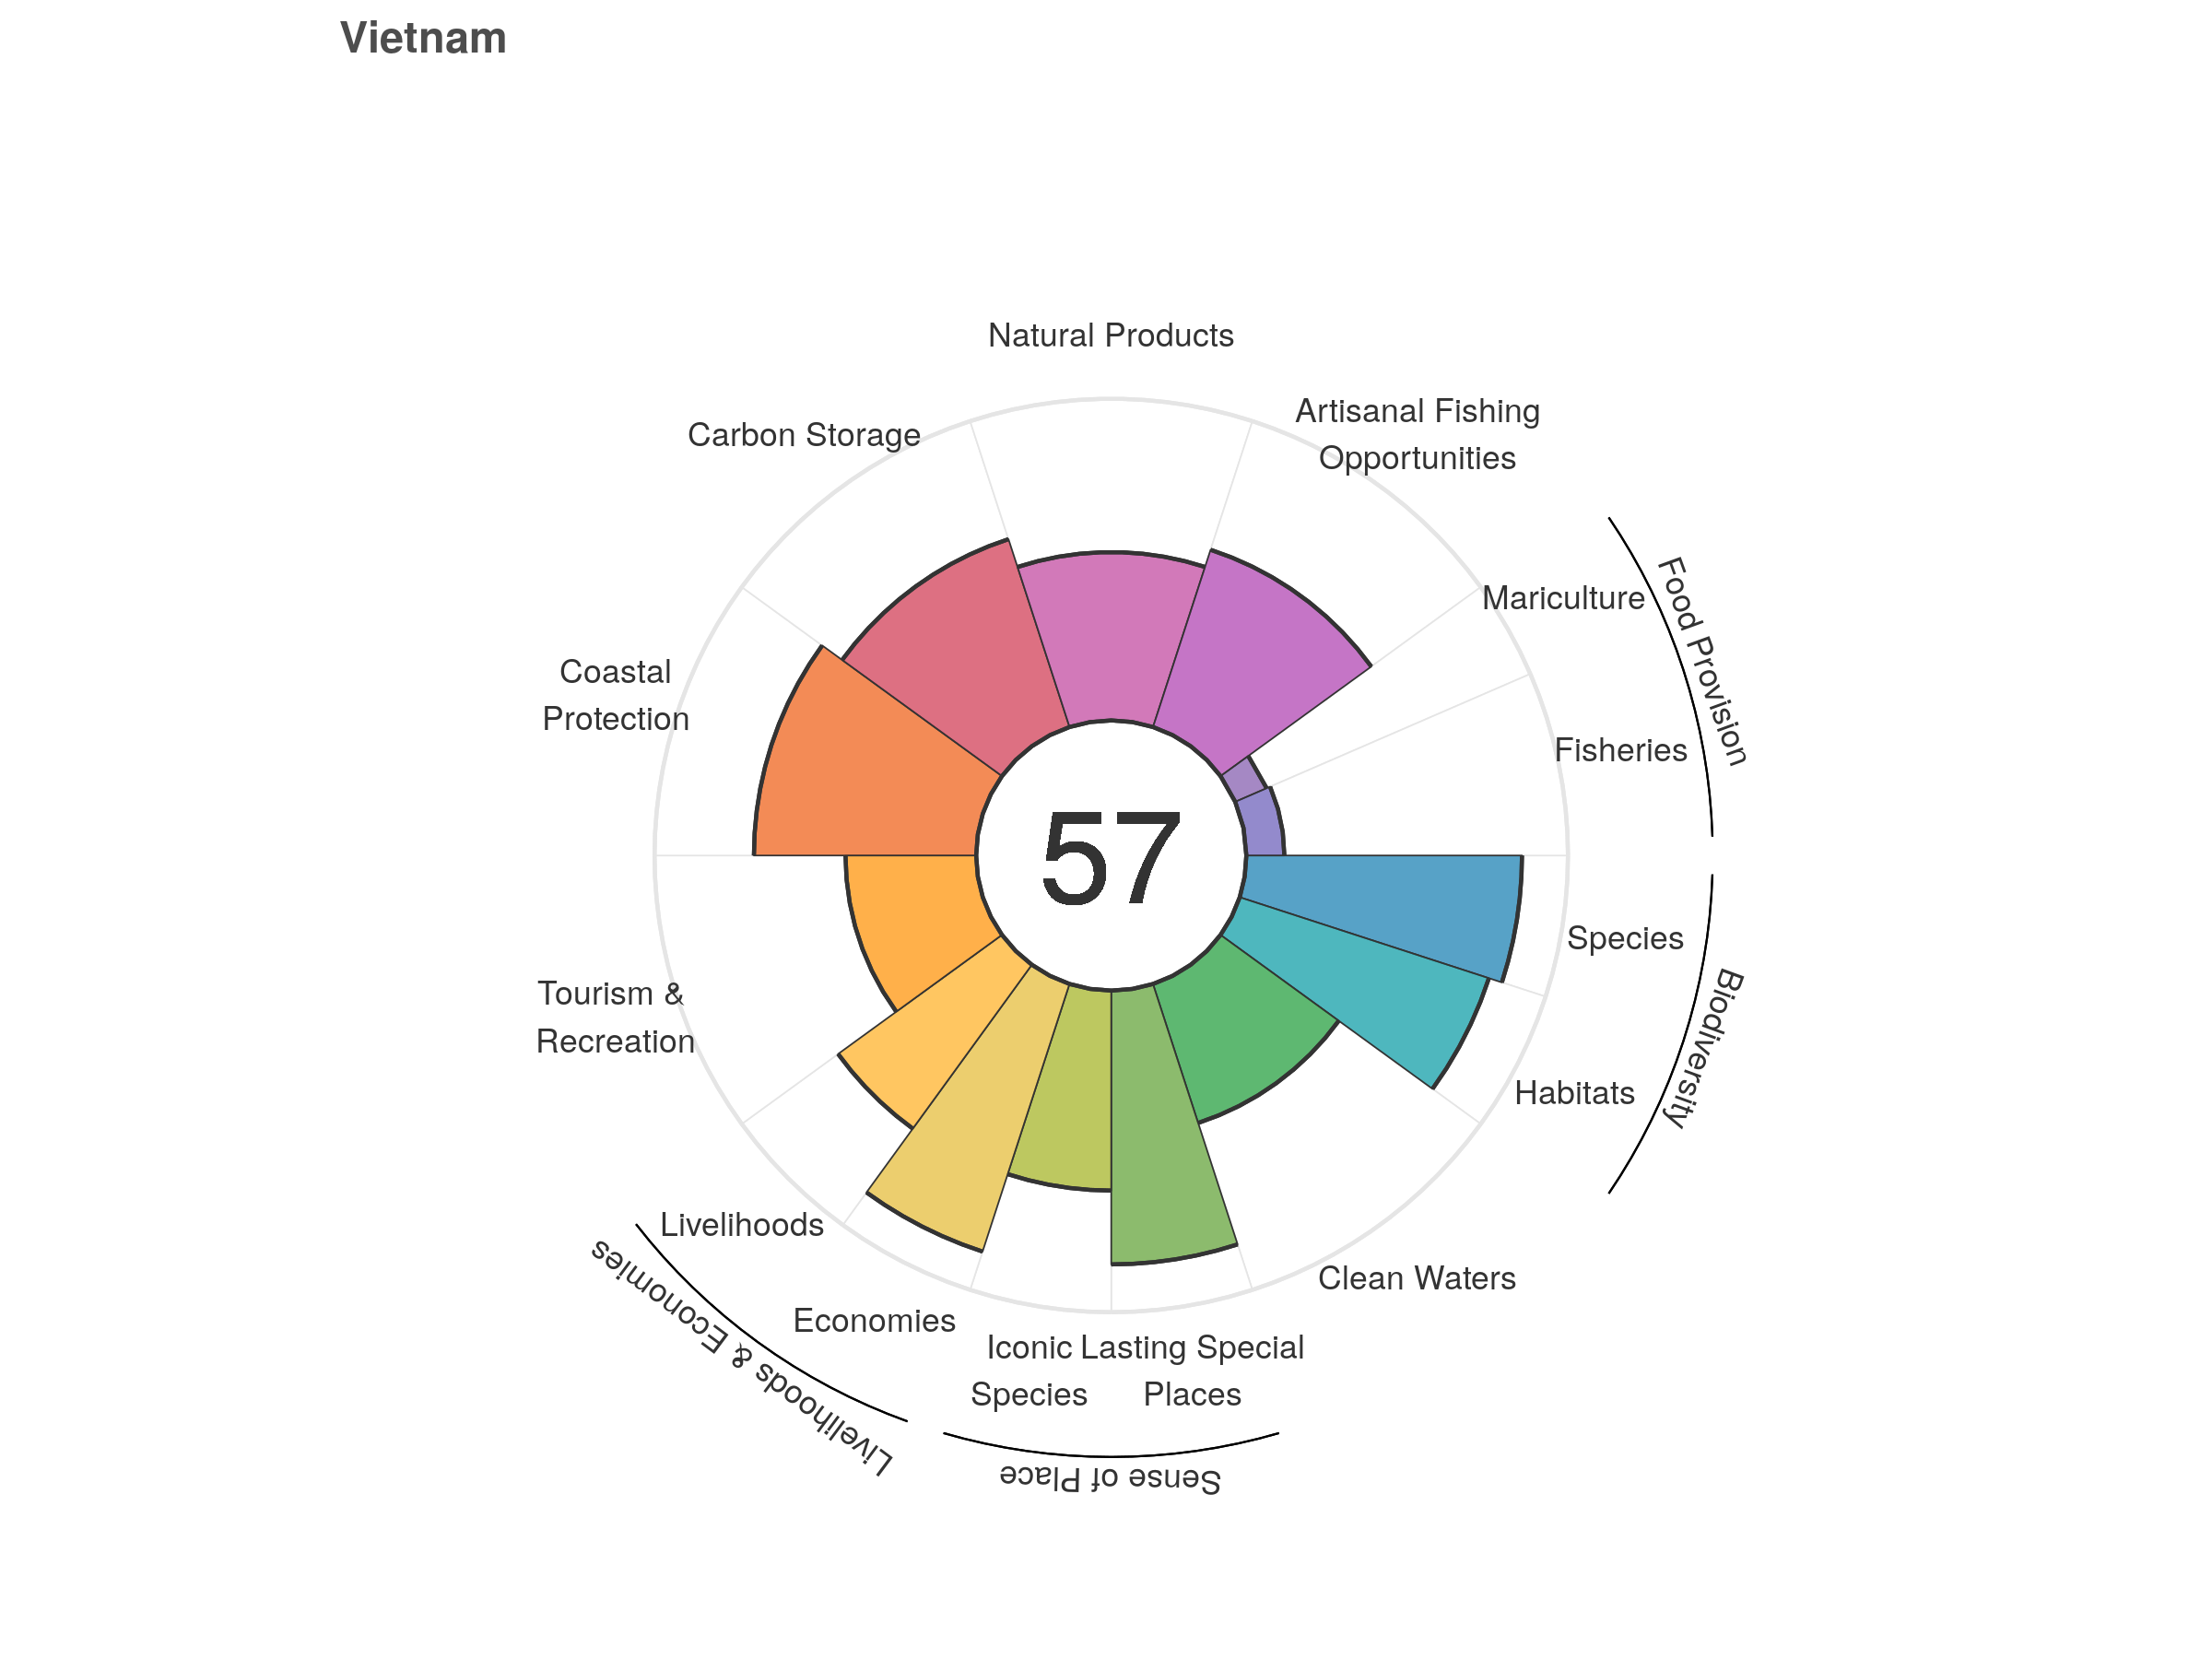 Vietnam
Natural Products
Artisanal Fishing
Opportunities
Carbon Storage
Mariculture
Food Provision
Coastal
Protection
Fisheries
57
Species
Biodiversity
Tourism &
Recreation
Habitats
Livelihoods
Clean Waters
Economies
Livelihoods & Economies
Iconic
Species
Lasting Special
Places
Sense of Place